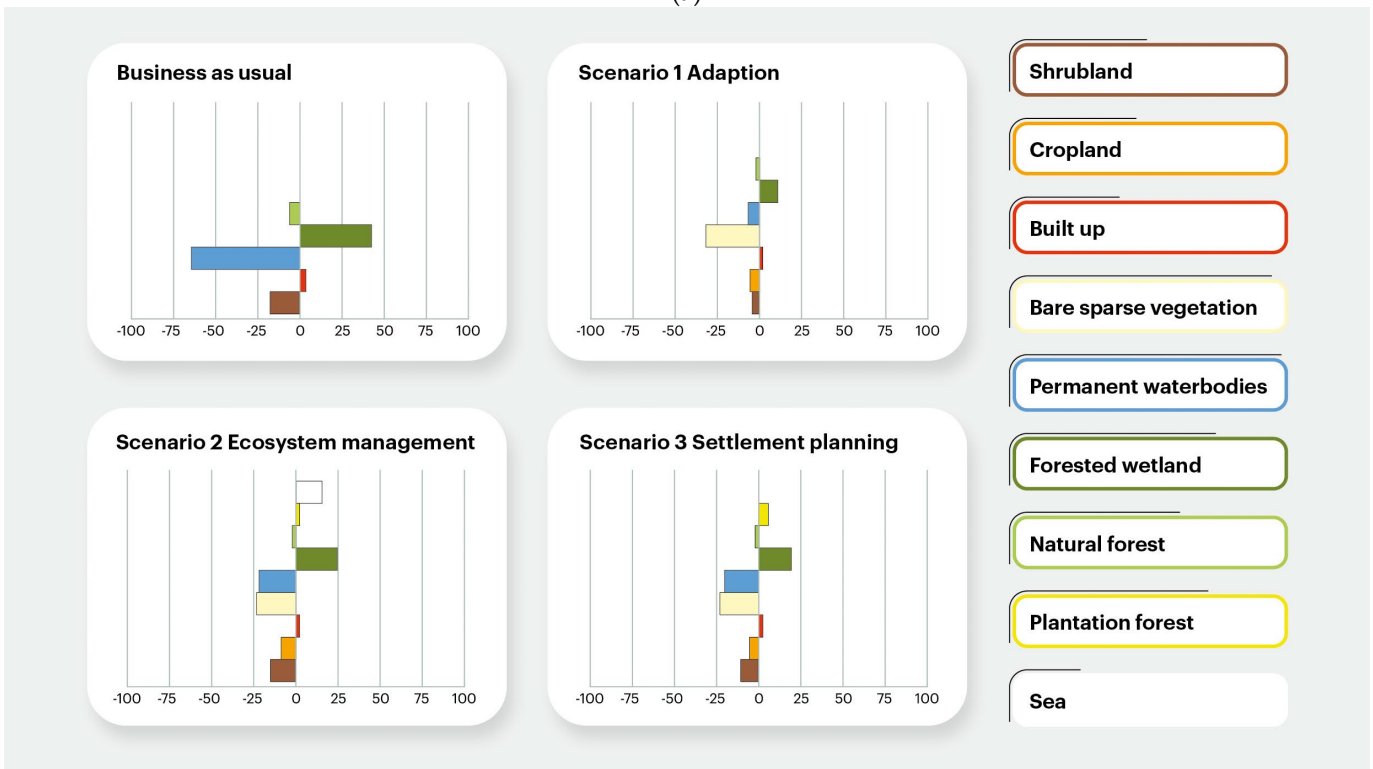 Business as usual
-100 -75 -50 -25 0 25 50 75 100
Scenario 1 Adaption
-100 -75 -50 -25 0 25 50 75 100
Scenario 2 Ecosystem management
-100 -75 -50 -25 0 25 50 75 100
Scenario 3 Settlement planning
-100 -75 -50 -25 0 25 50 75 100
Shrubland
Cropland
Built up
Bare sparse vegetation
Permanent waterbodies
Forested wetland
Natural forest
Plantation forest
Sea